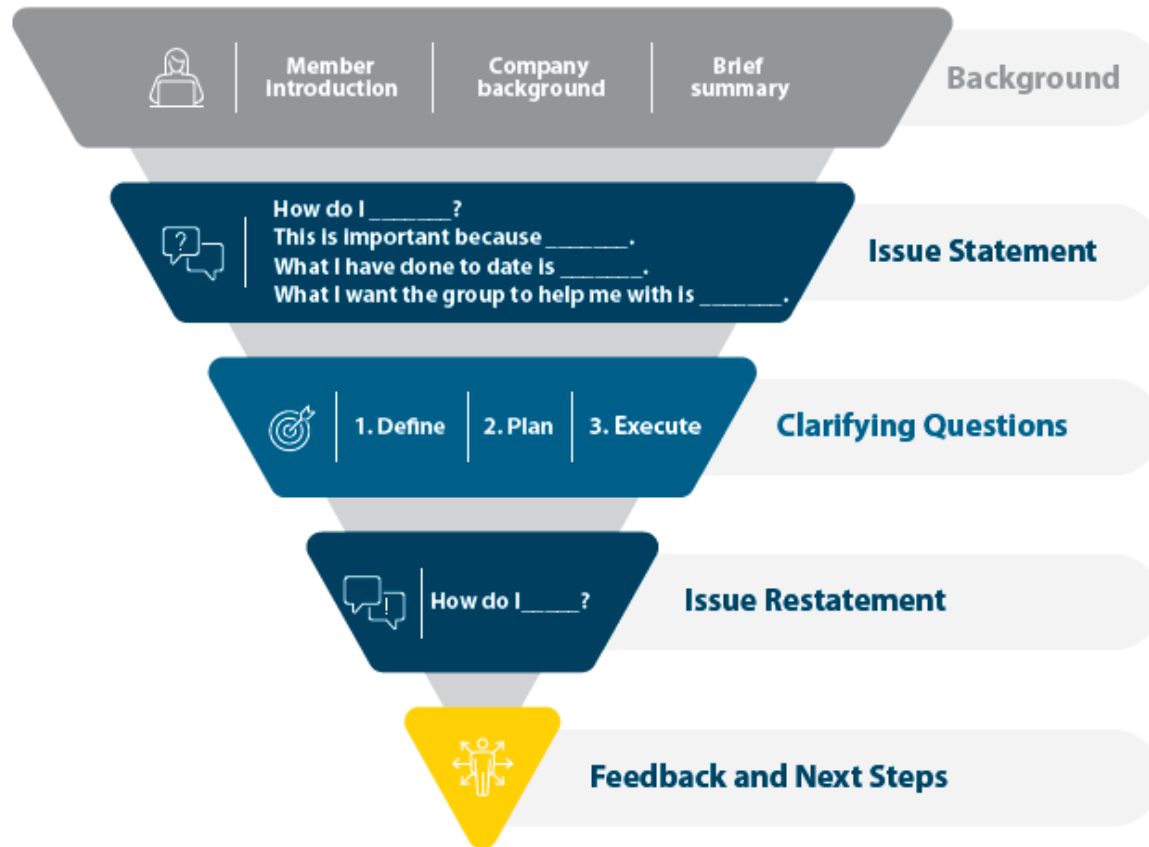 Member
Introduction
Company
background
Brief
summary
Background
How do I _______?
This is important because _______.
What I have done to date is _______.
What I want the group to help me with is _______.
Issue Statement
1. Define
2. Plan
3. Execute
Clarifying Questions
How do I_____?
Issue Restatement
Feedback and Next Steps